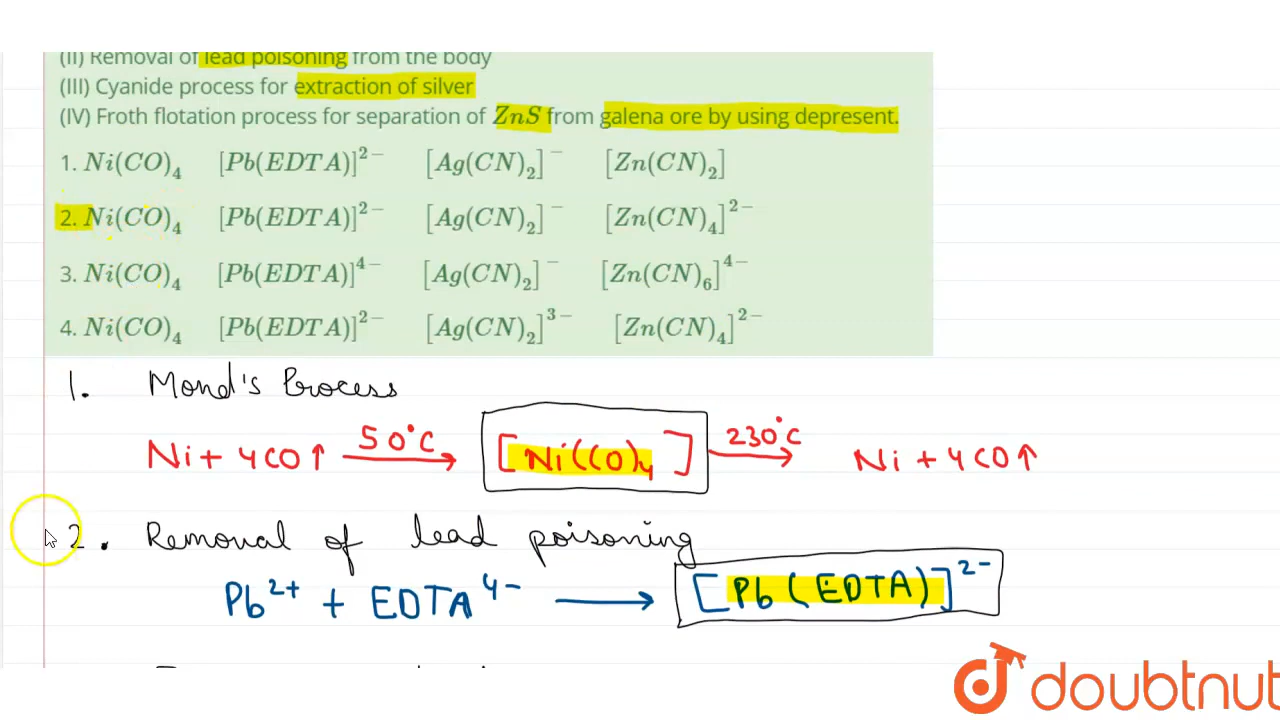 (II) Removal of lead poisoning from the body
(III) Cyanide process for extraction of silver
(IV) Froth flotation process for separation of ZnS from galena ore by using depresent.
1. Ni(CO)₄ [Pb(EDTA)]²⁻ [Ag(CN)₂]⁻ [Zn(CN)₂]
2. Ni(CO)₄ [Pb(EDTA)]²⁻ [Ag(CN)₂]⁻ [Zn(CN)₄]²⁻
3. Ni(CO)₄ [Pb(EDTA)]⁴⁻ [Ag(CN)₂]⁻ [Zn(CN)₆]⁴⁻
4. Ni(CO)₄ [Pb(EDTA)]²⁻ [Ag(CN)₂]³⁻ [Zn(CN)₄]²⁻
1. Mond's Process
Ni + 4CO↑ 50°C→ [Ni(CO)₄] 230°C→ Ni + 4CO↑
2. Removal of lead poisoning
Pb²⁺ + EDTA⁴⁻ → [Pb(EDTA)]²⁻
doubtnut